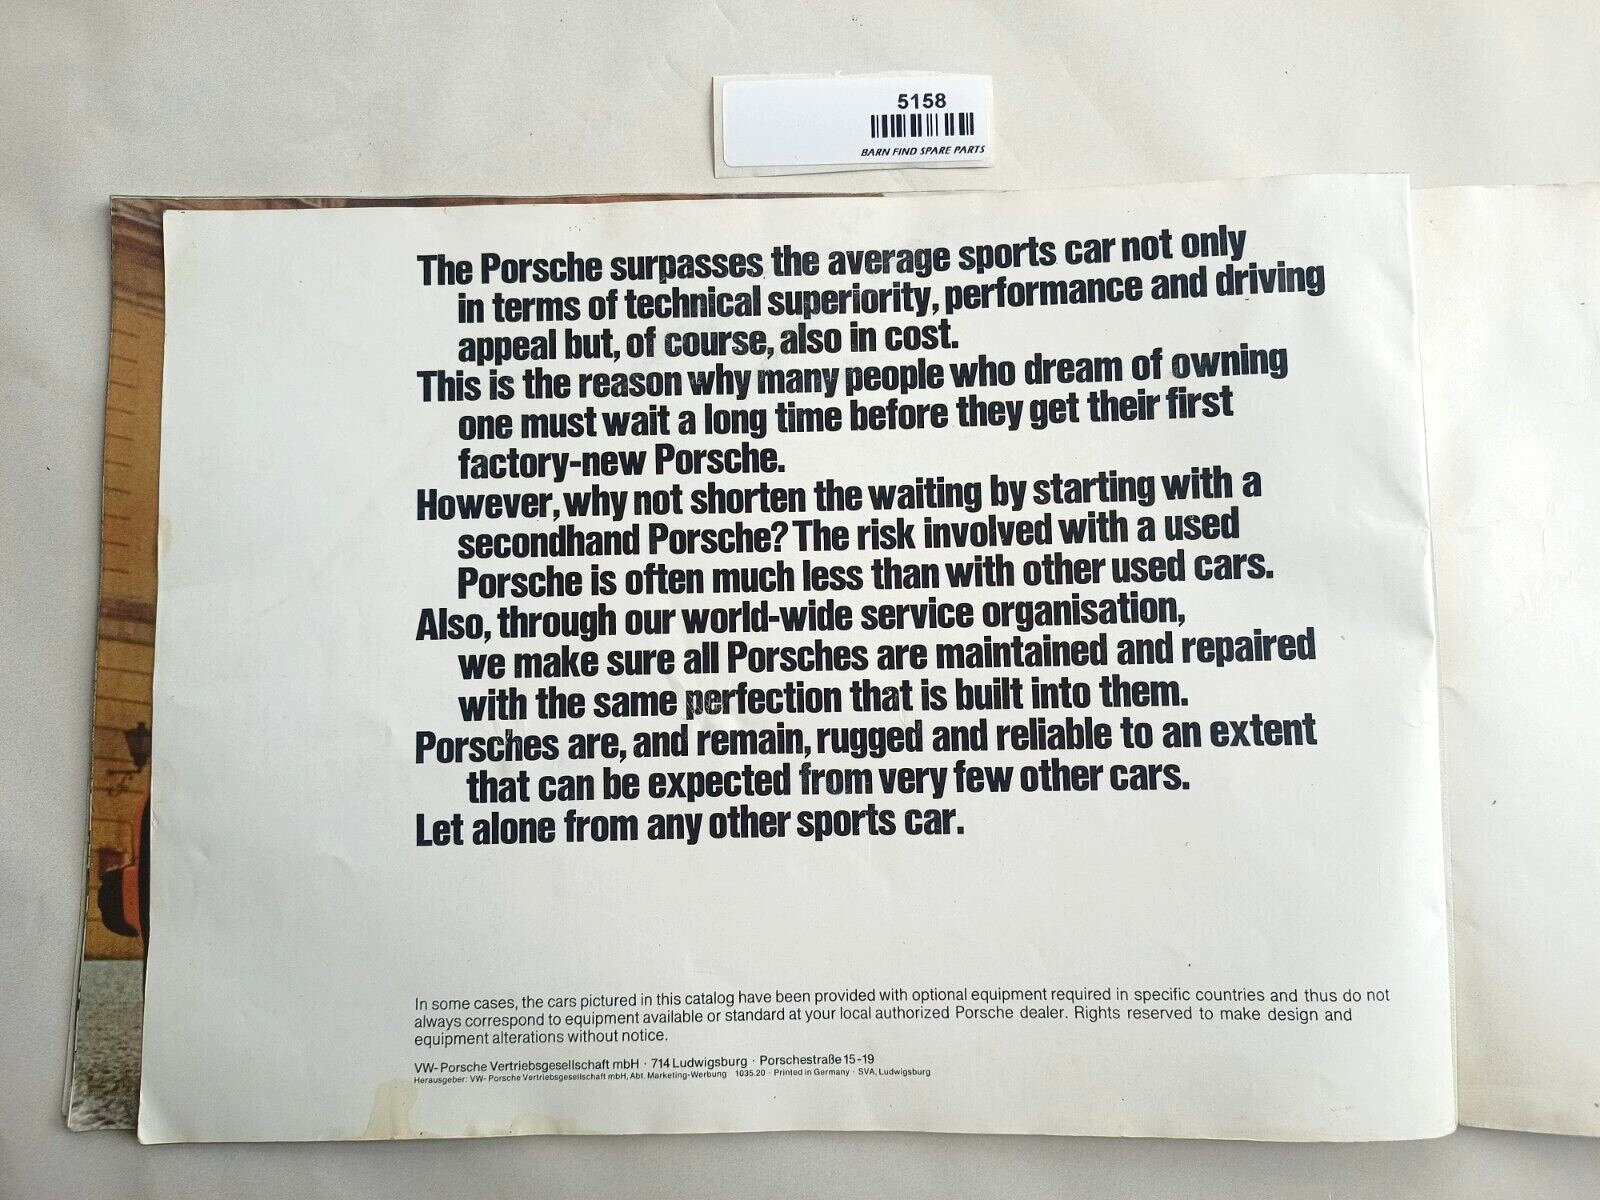 5158
BARN FIND SPARE PARTS
The Porsche surpasses the average sports car not only
in terms of technical superiority, performance and driving
appeal but, of course, also in cost.
This is the reason why many people who dream of owning
one must wait a long time before they get their first
factory-new Porsche.
However, why not shorten the waiting by starting with a
secondhand Porsche? The risk involved with a used
Porsche is often much less than with other used cars.
Also, through our world-wide service organisation,
we make sure all Porsches are maintained and repaired
with the same perfection that is built into them.
Porsches are, and remain, rugged and reliable to an extent
that can be expected from very few other cars.
Let alone from any other sports car.
In some cases, the cars pictured in this catalog have been provided with optional equipment required in specific countries and thus do not
always correspond to equipment available or standard at your local authorized Porsche dealer. Rights reserved to make design and
equipment alterations without notice.
VW-Porsche Vertriebsgesellschaft mbH · 714 Ludwigsburg · Porschestraße 15-19
Herausgeber: VW-Porsche Vertriebsgesellschaft mbH, Abt. Marketing-Werbung 1035.20 · Printed in Germany · SVA, Ludwigsburg